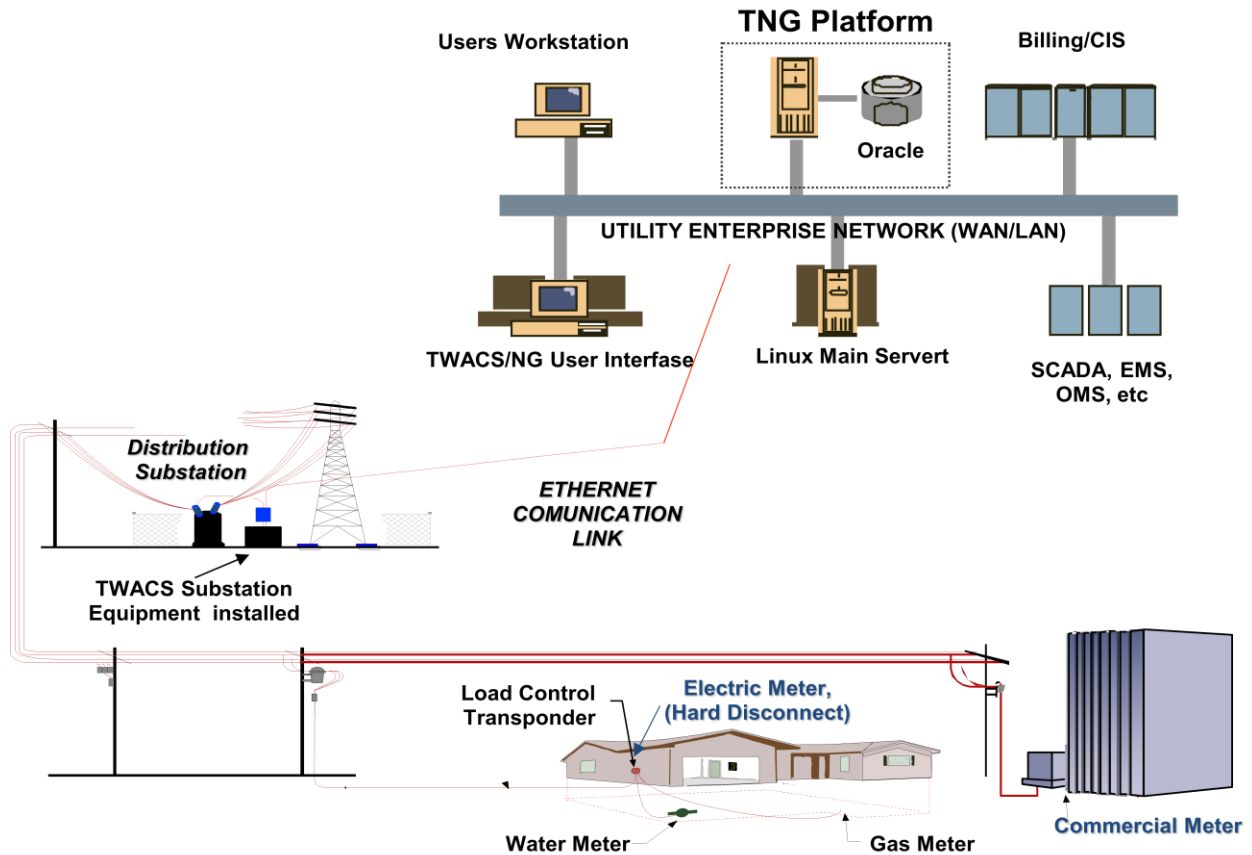 TNG Platform
Users Workstation
Billing/CIS
Oracle
UTILITY ENTERPRISE NETWORK (WAN/LAN)
TWACS/NG User Interfase
Linux Main Servert
SCADA, EMS,
OMS, etc
Distribution
Substation
ETHERNET
COMUNICATION
LINK
TWACS Substation
Equipment installed
Load Control
Transponder
Electric Meter,
(Hard Disconnect)
Water Meter
Gas Meter
Commercial Meter